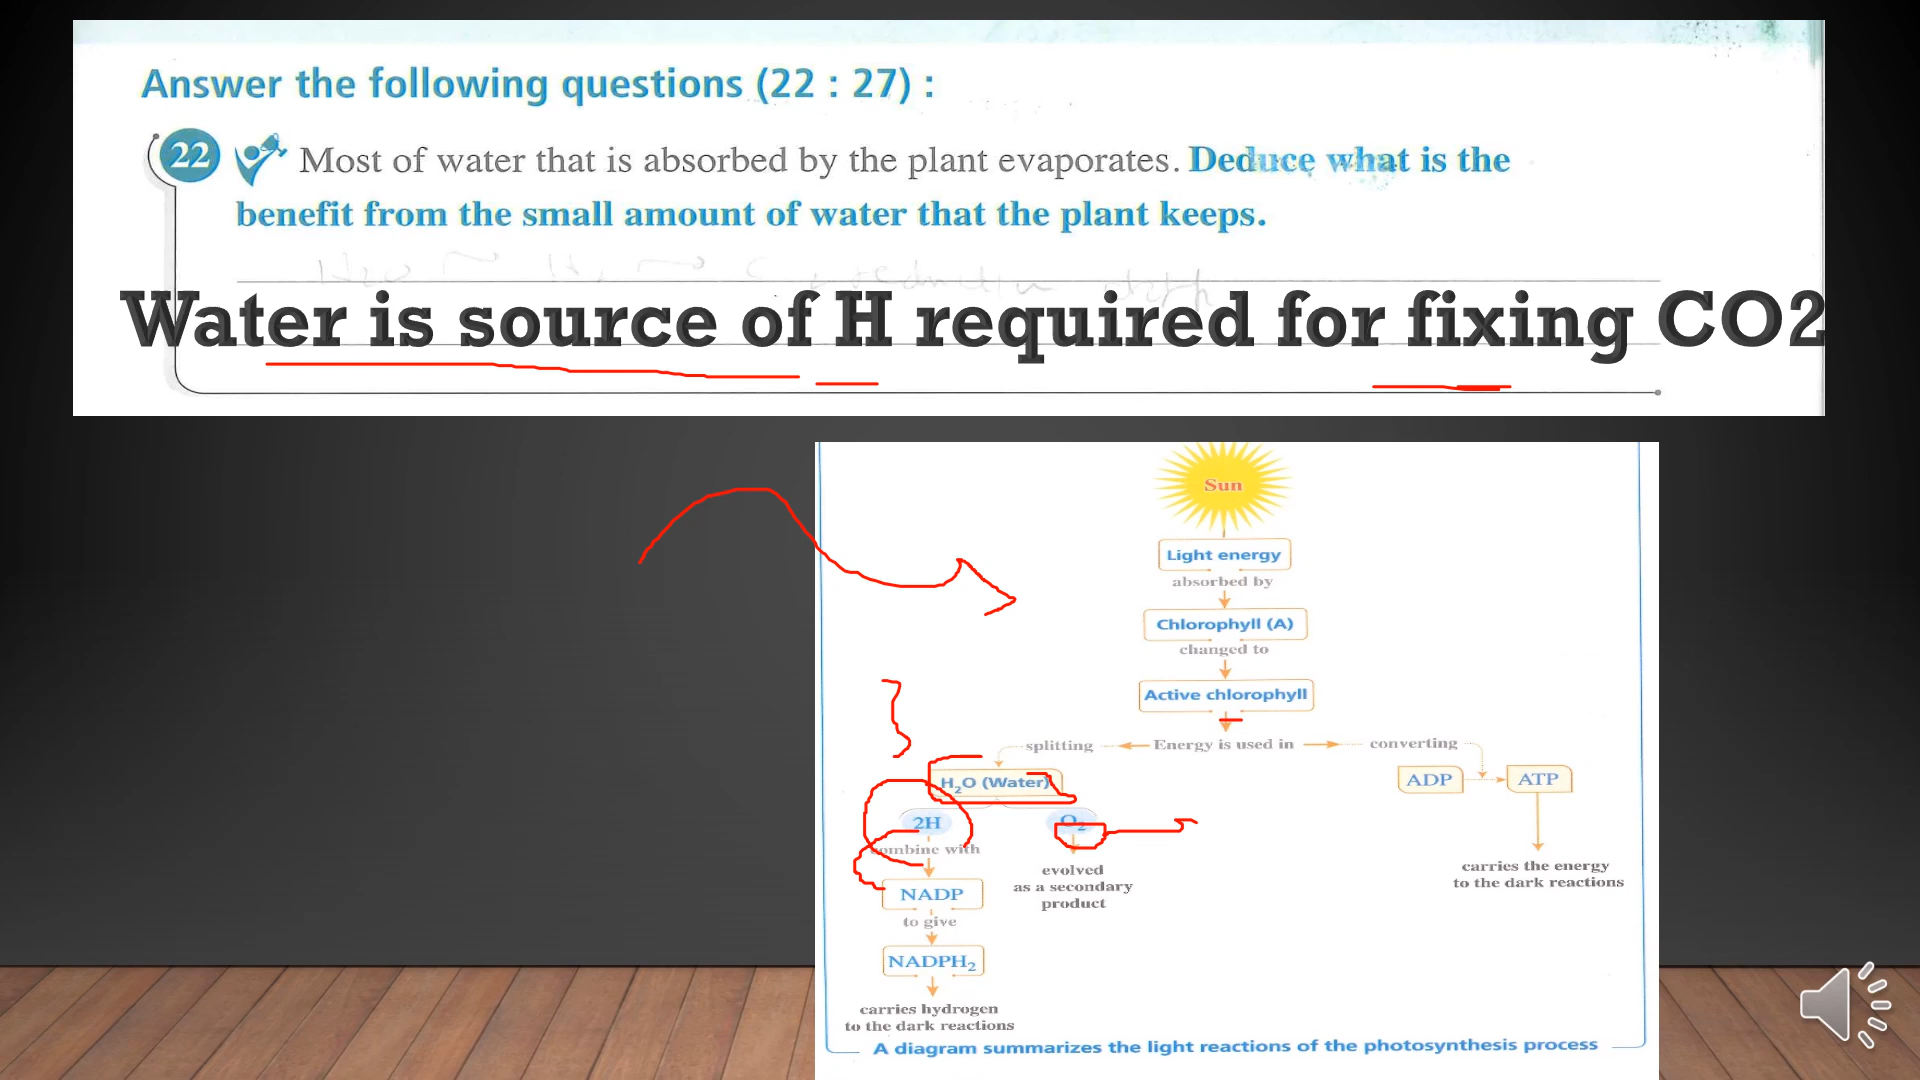 Answer the following questions (22 : 27) :
22 Most of water that is absorbed by the plant evaporates. Deduce what is the
benefit from the small amount of water that the plant keeps.
Water is source of H required for fixing CO2
Sun
Light energy
absorbed by
Chlorophyll (A)
changed to
Active chlorophyll
splitting Energy is used in converting
H₂O (Water) ADP ATP
2H O₂
combine with
carries the energy
to the dark reactions
evolved
as a secondary
product
NADP
to give
NADPH₂
carries hydrogen
to the dark reactions
A diagram summarizes the light reactions of the photosynthesis process